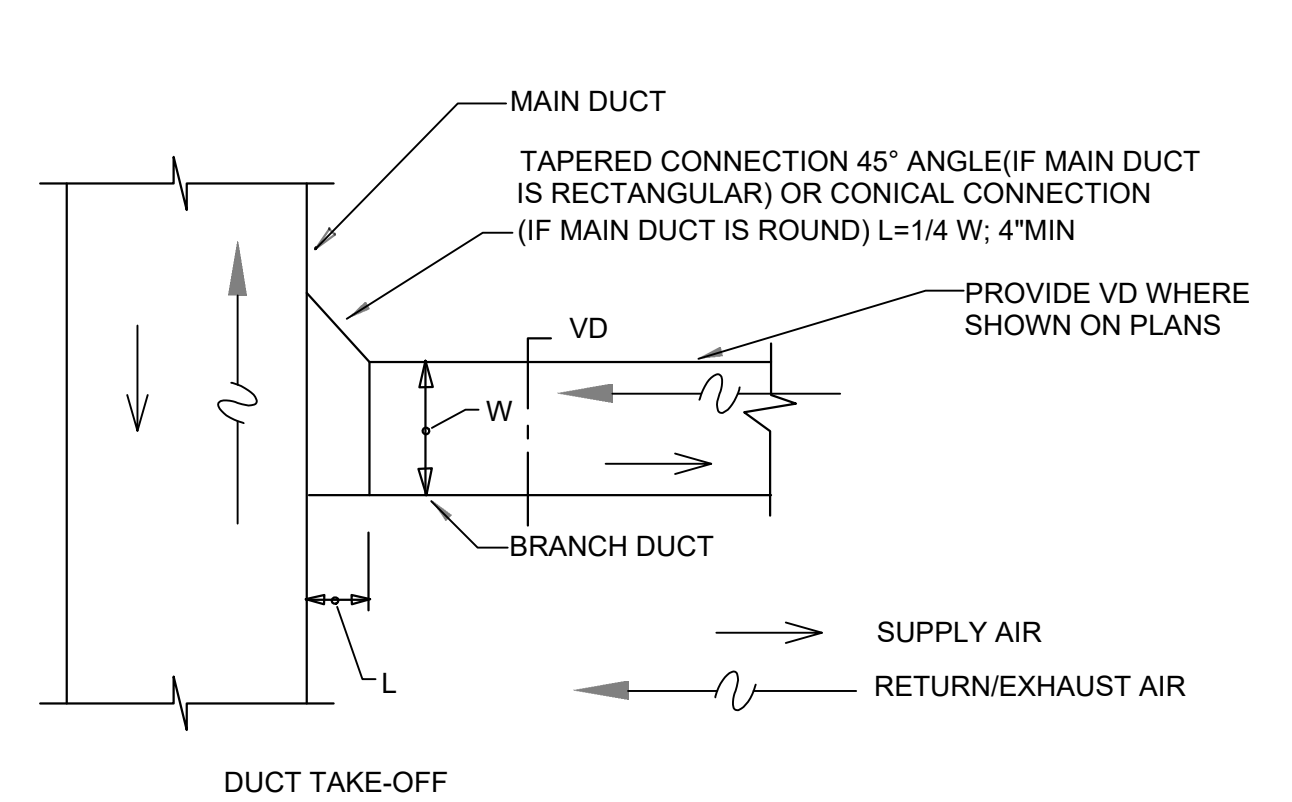 MAIN DUCT
TAPERED CONNECTION 45° ANGLE(IF MAIN DUCT
IS RECTANGULAR) OR CONICAL CONNECTION
(IF MAIN DUCT IS ROUND) L=1/4 W; 4"MIN
PROVIDE VD WHERE
SHOWN ON PLANS
VD
W
BRANCH DUCT
L
SUPPLY AIR
RETURN/EXHAUST AIR
DUCT TAKE-OFF